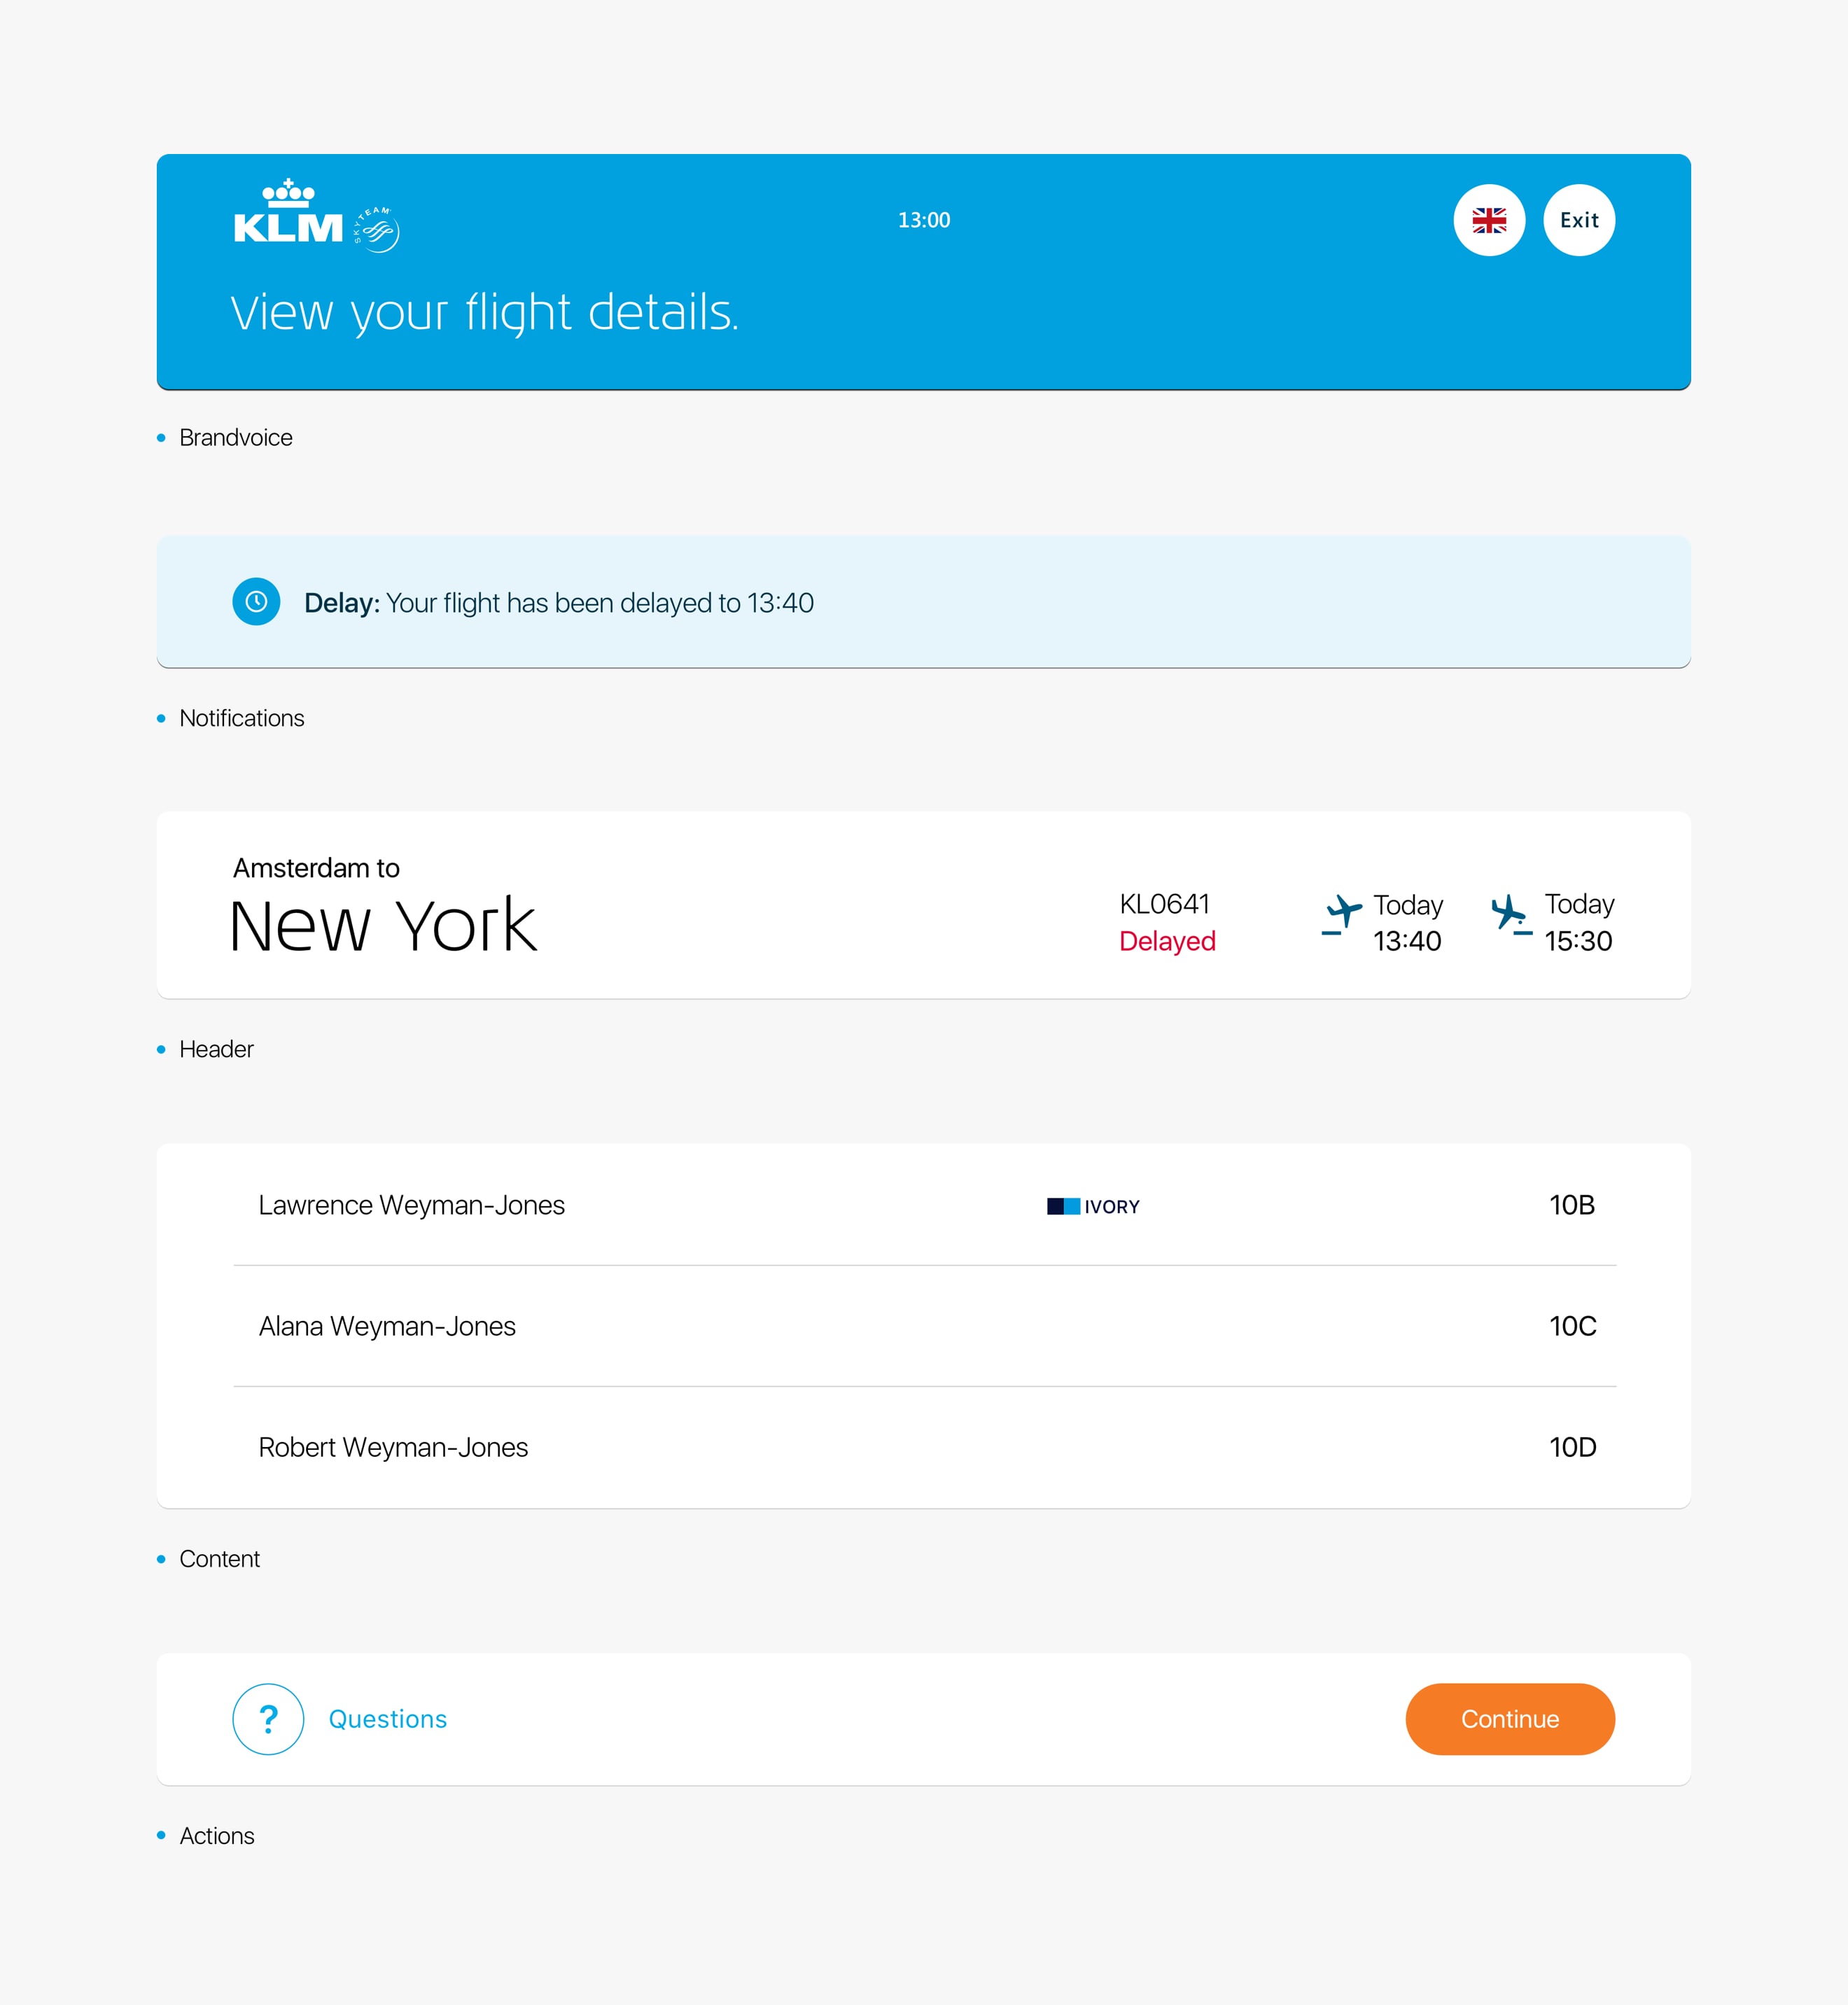 KLM
SKYTEAM
13:00
Exit
View your flight details.
Brandvoice
Delay: Your flight has been delayed to 13:40
Notifications
Amsterdam to
New York
KL0641
Delayed
Today
13:40
Today
15:30
Header
Lawrence Weyman-Jones IVORY 10B
Alana Weyman-Jones 10C
Robert Weyman-Jones 10D
Content
? Questions
Continue
Actions